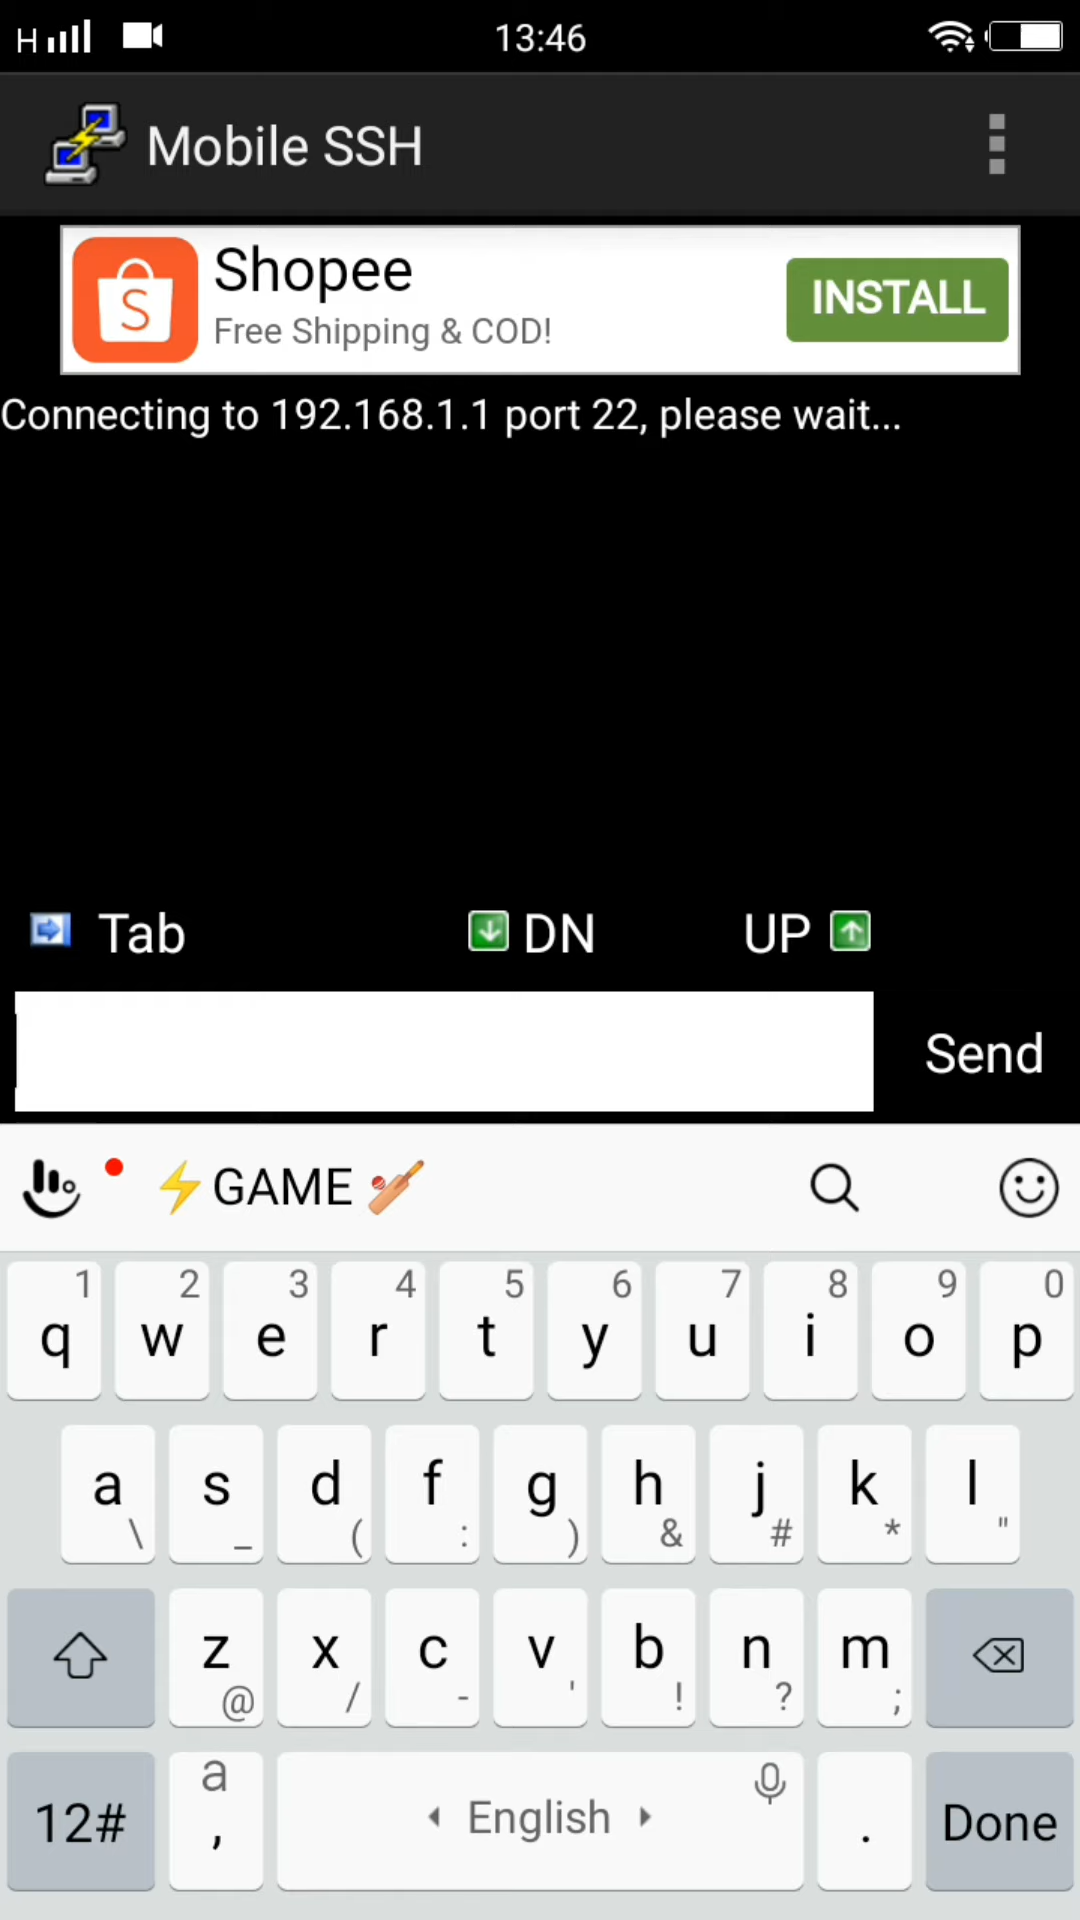 H 13:46
Mobile SSH
Shopee
Free Shipping & COD!
INSTALL
Connecting to 192.168.1.1 port 22, please wait...
Tab DN UP
Send
GAME
1 2 3 4 5 6 7 8 9 0
q w e r t y u i o p
a s d f g h j k l
\ _ ( : ) & # * "
z x c v b n m
@ / - ' ! ? ;
12# a , English . Done